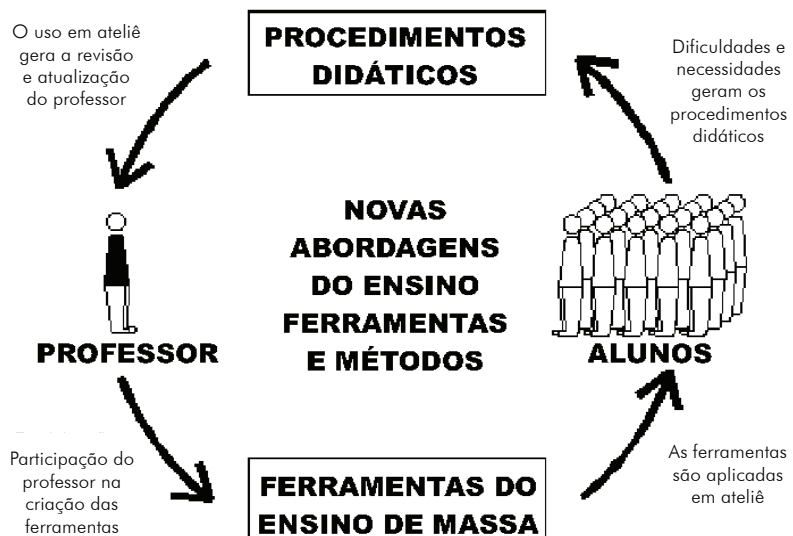 O uso em ateliê
gera a revisão
e atualização
do professor
PROCEDIMENTOS
DIDÁTICOS
Dificuldades e
necessidades
geram os
procedimentos
didáticos
NOVAS
ABORDAGENS
DO ENSINO
FERRAMENTAS
E MÉTODOS
PROFESSOR
ALUNOS
Participação do
professor na
criação das
ferramentas
FERRAMENTAS DO
ENSINO DE MASSA
As ferramentas
são aplicadas
em ateliê